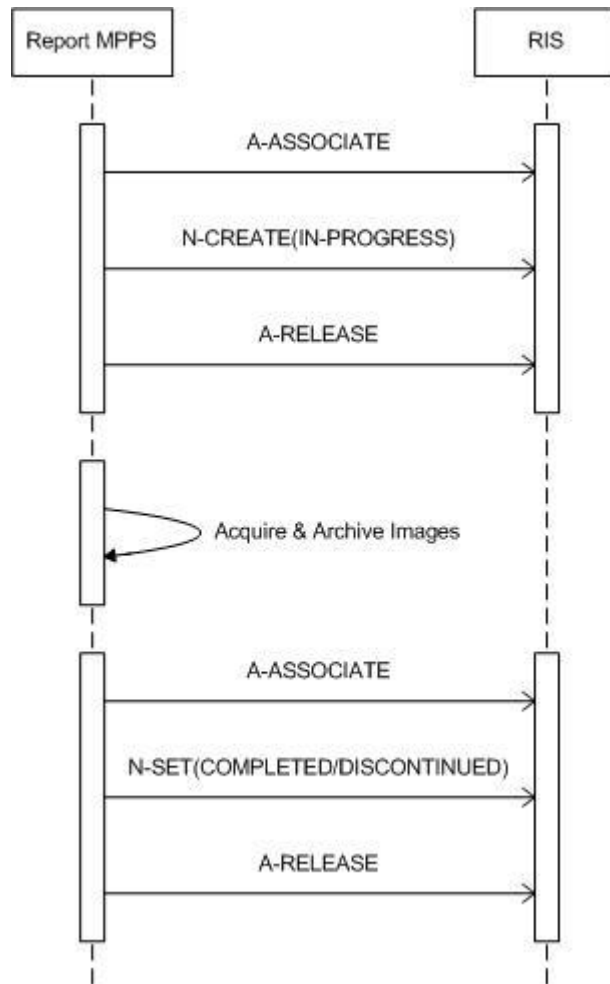 Report MPPS
RIS
A-ASSOCIATE
N-CREATE(IN-PROGRESS)
A-RELEASE
Acquire & Archive Images
A-ASSOCIATE
N-SET(COMPLETED/DISCONTINUED)
A-RELEASE